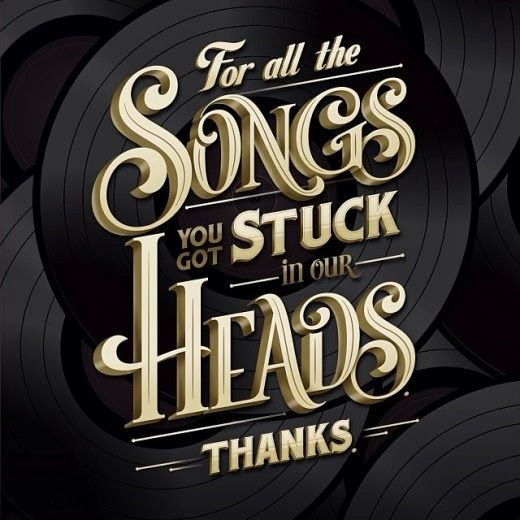 For all the
SONGS
YOU GOT STUCK
in OUR
HEADS.
THANKS.